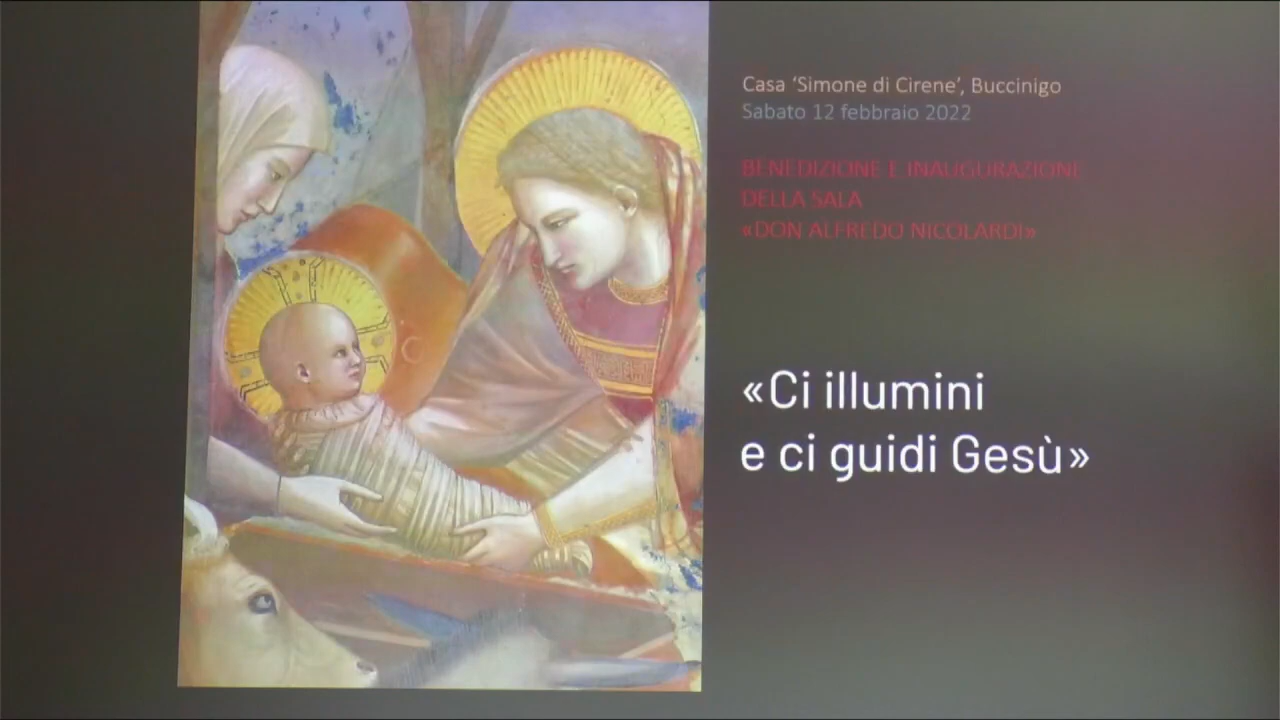 Casa ‘Simone di Cirene’, Buccinigo
Sabato 12 febbraio 2022
BENEDIZIONE E INAUGURAZIONE
DELLA SALA
«DON ALFREDO NICOLARDI»
«Ci illumini
e ci guidi Gesù»